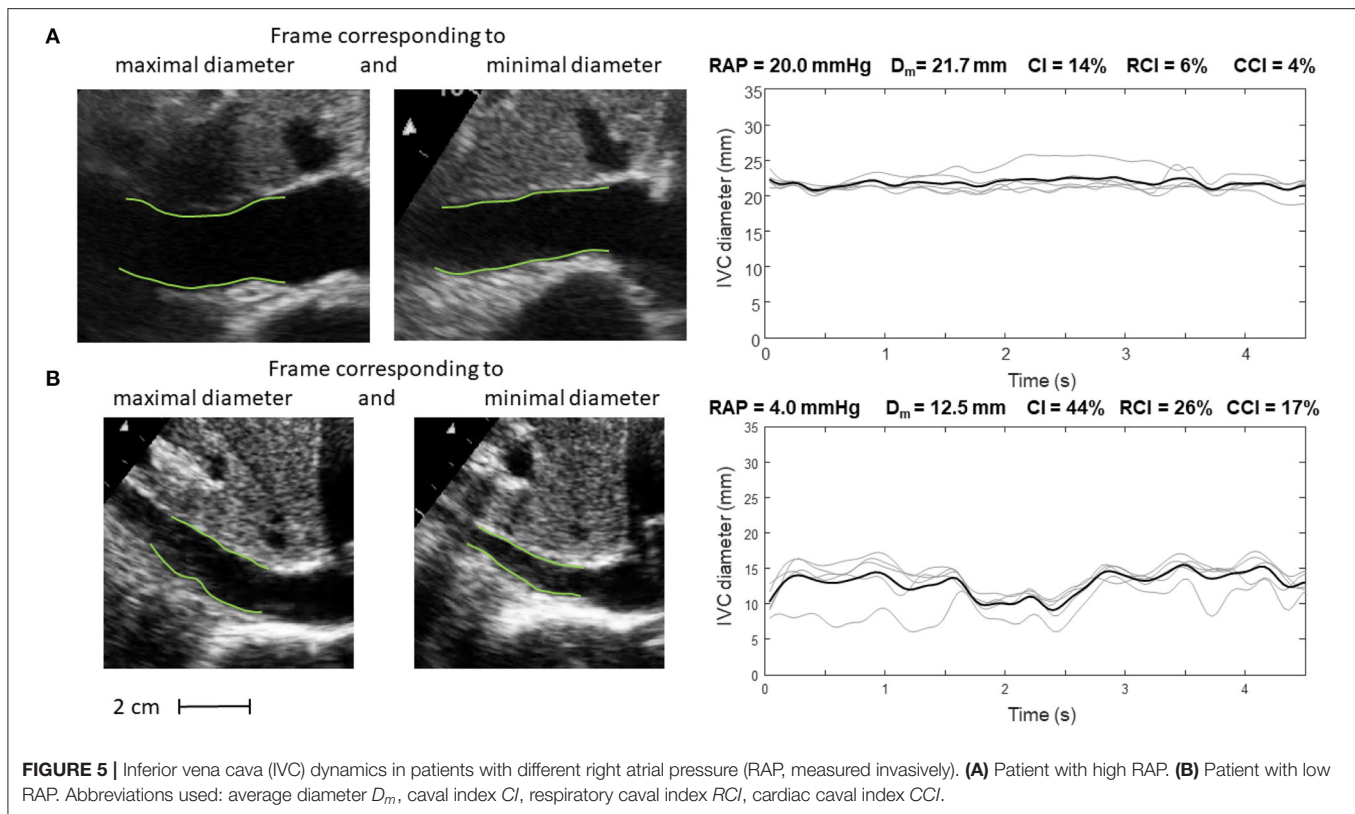 A
Frame corresponding to
maximal diameter and minimal diameter
RAP = 20.0 mmHg D_m = 21.7 mm CI = 14% RCI = 6% CCI = 4%
35
30
25
20
15
10
5
0
IVC diameter (mm)
0 1 2 3 4
Time (s)
B
Frame corresponding to
maximal diameter and minimal diameter
RAP = 4.0 mmHg D_m = 12.5 mm CI = 44% RCI = 26% CCI = 17%
35
30
25
20
15
10
5
0
IVC diameter (mm)
0 1 2 3 4
Time (s)
2 cm
FIGURE 5 | Inferior vena cava (IVC) dynamics in patients with different right atrial pressure (RAP, measured invasively). (A) Patient with high RAP. (B) Patient with low
RAP. Abbreviations used: average diameter D_m, caval index CI, respiratory caval index RCI, cardiac caval index CCI.